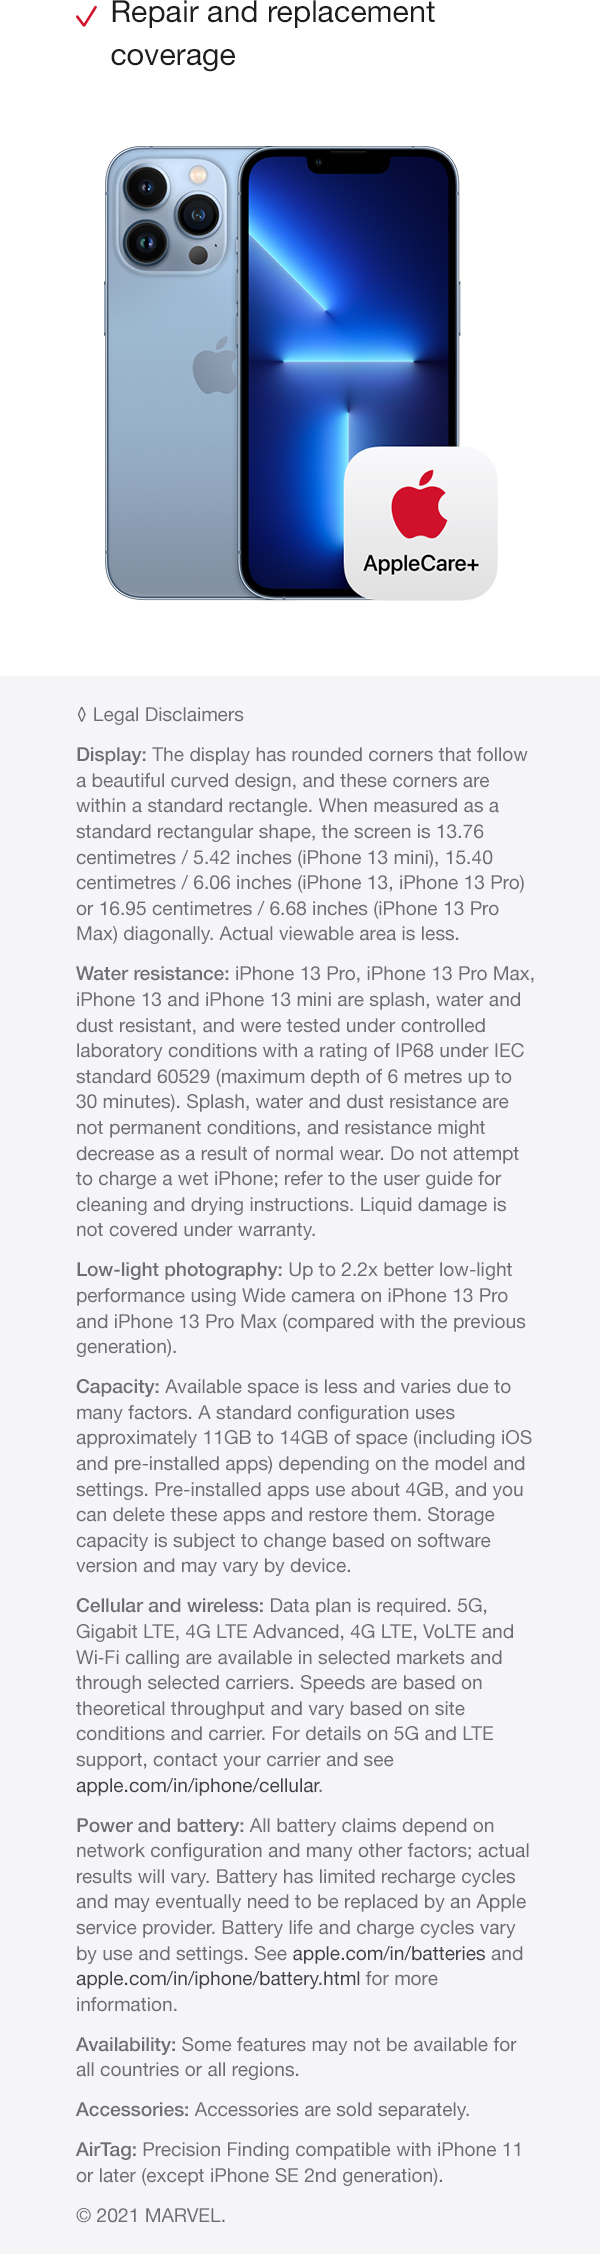 Repair and replacement
coverage
AppleCare+
◊ Legal Disclaimers
Display: The display has rounded corners that follow
a beautiful curved design, and these corners are
within a standard rectangle. When measured as a
standard rectangular shape, the screen is 13.76
centimetres / 5.42 inches (iPhone 13 mini), 15.40
centimetres / 6.06 inches (iPhone 13, iPhone 13 Pro)
or 16.95 centimetres / 6.68 inches (iPhone 13 Pro
Max) diagonally. Actual viewable area is less.
Water resistance: iPhone 13 Pro, iPhone 13 Pro Max,
iPhone 13 and iPhone 13 mini are splash, water and
dust resistant, and were tested under controlled
laboratory conditions with a rating of IP68 under IEC
standard 60529 (maximum depth of 6 metres up to
30 minutes). Splash, water and dust resistance are
not permanent conditions, and resistance might
decrease as a result of normal wear. Do not attempt
to charge a wet iPhone; refer to the user guide for
cleaning and drying instructions. Liquid damage is
not covered under warranty.
Low-light photography: Up to 2.2x better low-light
performance using Wide camera on iPhone 13 Pro
and iPhone 13 Pro Max (compared with the previous
generation).
Capacity: Available space is less and varies due to
many factors. A standard configuration uses
approximately 11GB to 14GB of space (including iOS
and pre-installed apps) depending on the model and
settings. Pre-installed apps use about 4GB, and you
can delete these apps and restore them. Storage
capacity is subject to change based on software
version and may vary by device.
Cellular and wireless: Data plan is required. 5G,
Gigabit LTE, 4G LTE Advanced, 4G LTE, VoLTE and
Wi-Fi calling are available in selected markets and
through selected carriers. Speeds are based on
theoretical throughput and vary based on site
conditions and carrier. For details on 5G and LTE
support, contact your carrier and see
apple.com/in/iphone/cellular.
Power and battery: All battery claims depend on
network configuration and many other factors; actual
results will vary. Battery has limited recharge cycles
and may eventually need to be replaced by an Apple
service provider. Battery life and charge cycles vary
by use and settings. See apple.com/in/batteries and
apple.com/in/iphone/battery.html for more
information.
Availability: Some features may not be available for
all countries or all regions.
Accessories: Accessories are sold separately.
AirTag: Precision Finding compatible with iPhone 11
or later (except iPhone SE 2nd generation).
© 2021 MARVEL.